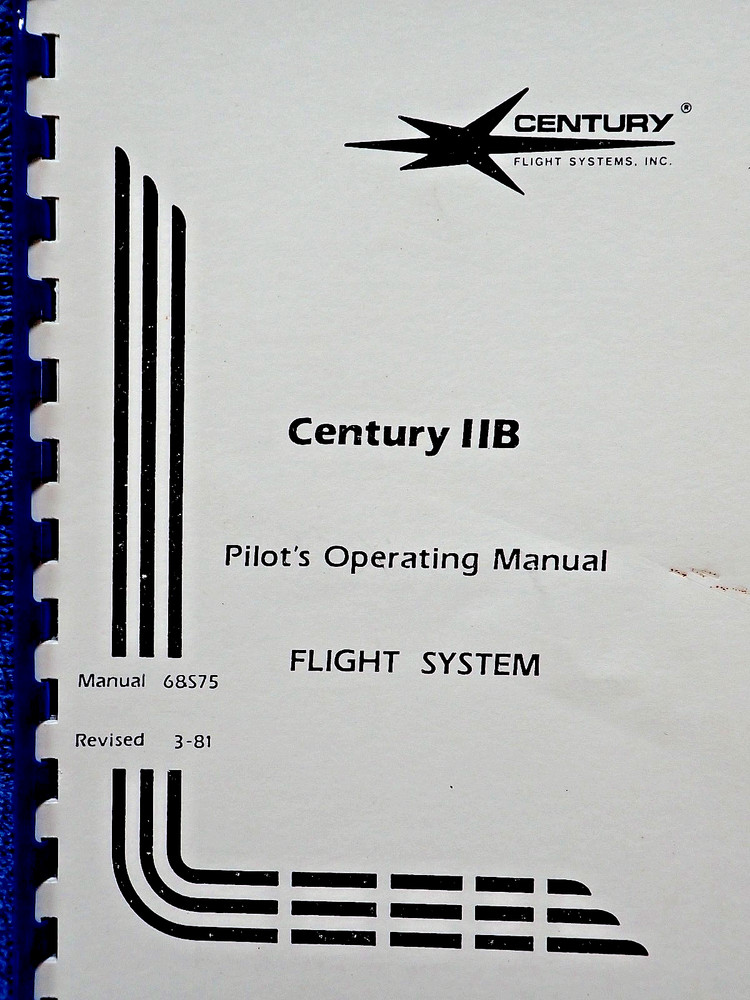 CENTURY ®
FLIGHT SYSTEMS, INC.
Century IIB
Pilot's Operating Manual
FLIGHT SYSTEM
Manual 68S75
Revised 3-81